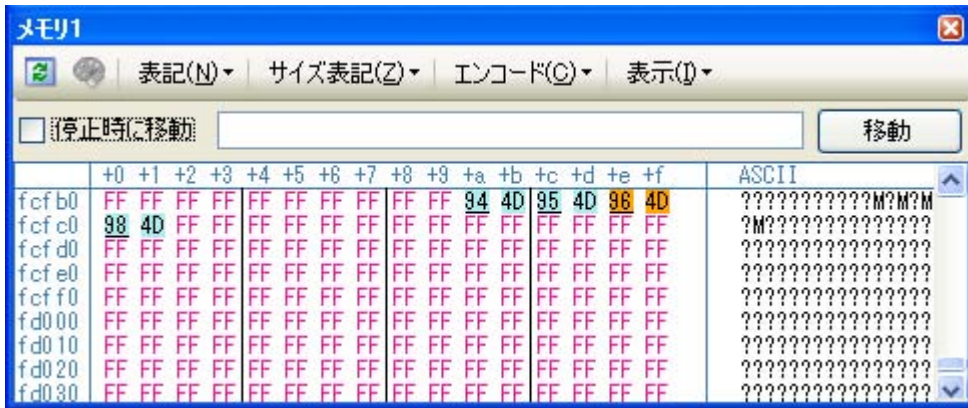 メモリ1
表記(N) サイズ表記(Z) エンコード(C) 表示(I)
停止時に移動 移動
+0 +1 +2 +3 +4 +5 +6 +7 +8 +9 +a +b +c +d +e +f ASCII
fcfb0 FF FF FF FF FF FF FF FF FF FF 94 4D 95 4D 96 4D ???????????M?M?M
fcfc0 98 4D FF FF FF FF FF FF FF FF FF FF FF FF FF FF ?M??????????????
fcfd0 FF FF FF FF FF FF FF FF FF FF FF FF FF FF FF FF ????????????????
fcfe0 FF FF FF FF FF FF FF FF FF FF FF FF FF FF FF FF ????????????????
fcff0 FF FF FF FF FF FF FF FF FF FF FF FF FF FF FF FF ????????????????
fd000 FF FF FF FF FF FF FF FF FF FF FF FF FF FF FF FF ????????????????
fd010 FF FF FF FF FF FF FF FF FF FF FF FF FF FF FF FF ????????????????
fd020 FF FF FF FF FF FF FF FF FF FF FF FF FF FF FF FF ????????????????
fd030 FF FF FF FF FF FF FF FF FF FF FF FF FF FF FF FF ????????????????